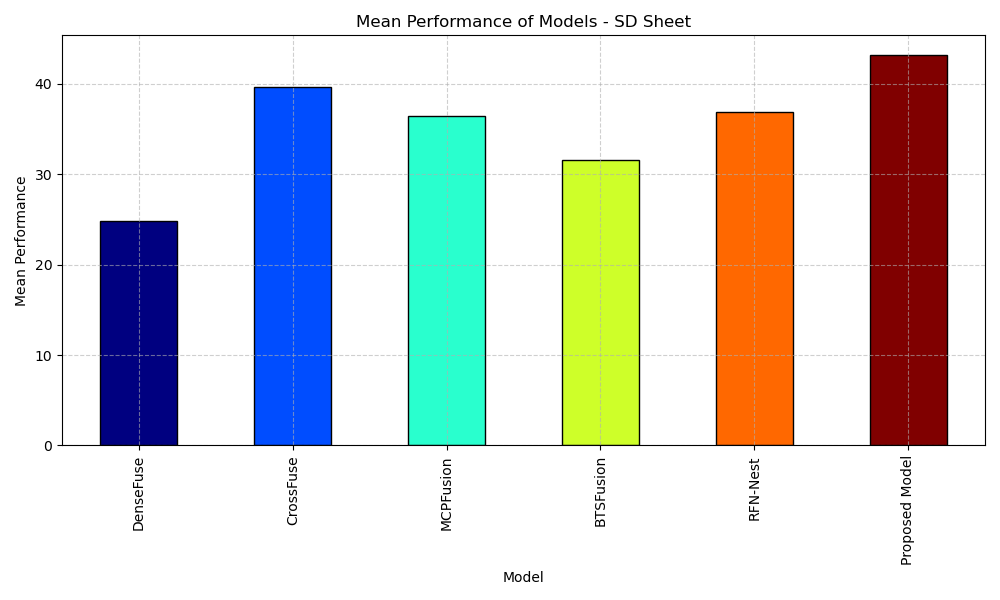 Mean Performance of Models - SD Sheet
Mean Performance
40
30
20
10
0
DenseFuse
CrossFuse
MCPFusion
BTSFusion
RFN-Nest
Proposed Model
Model